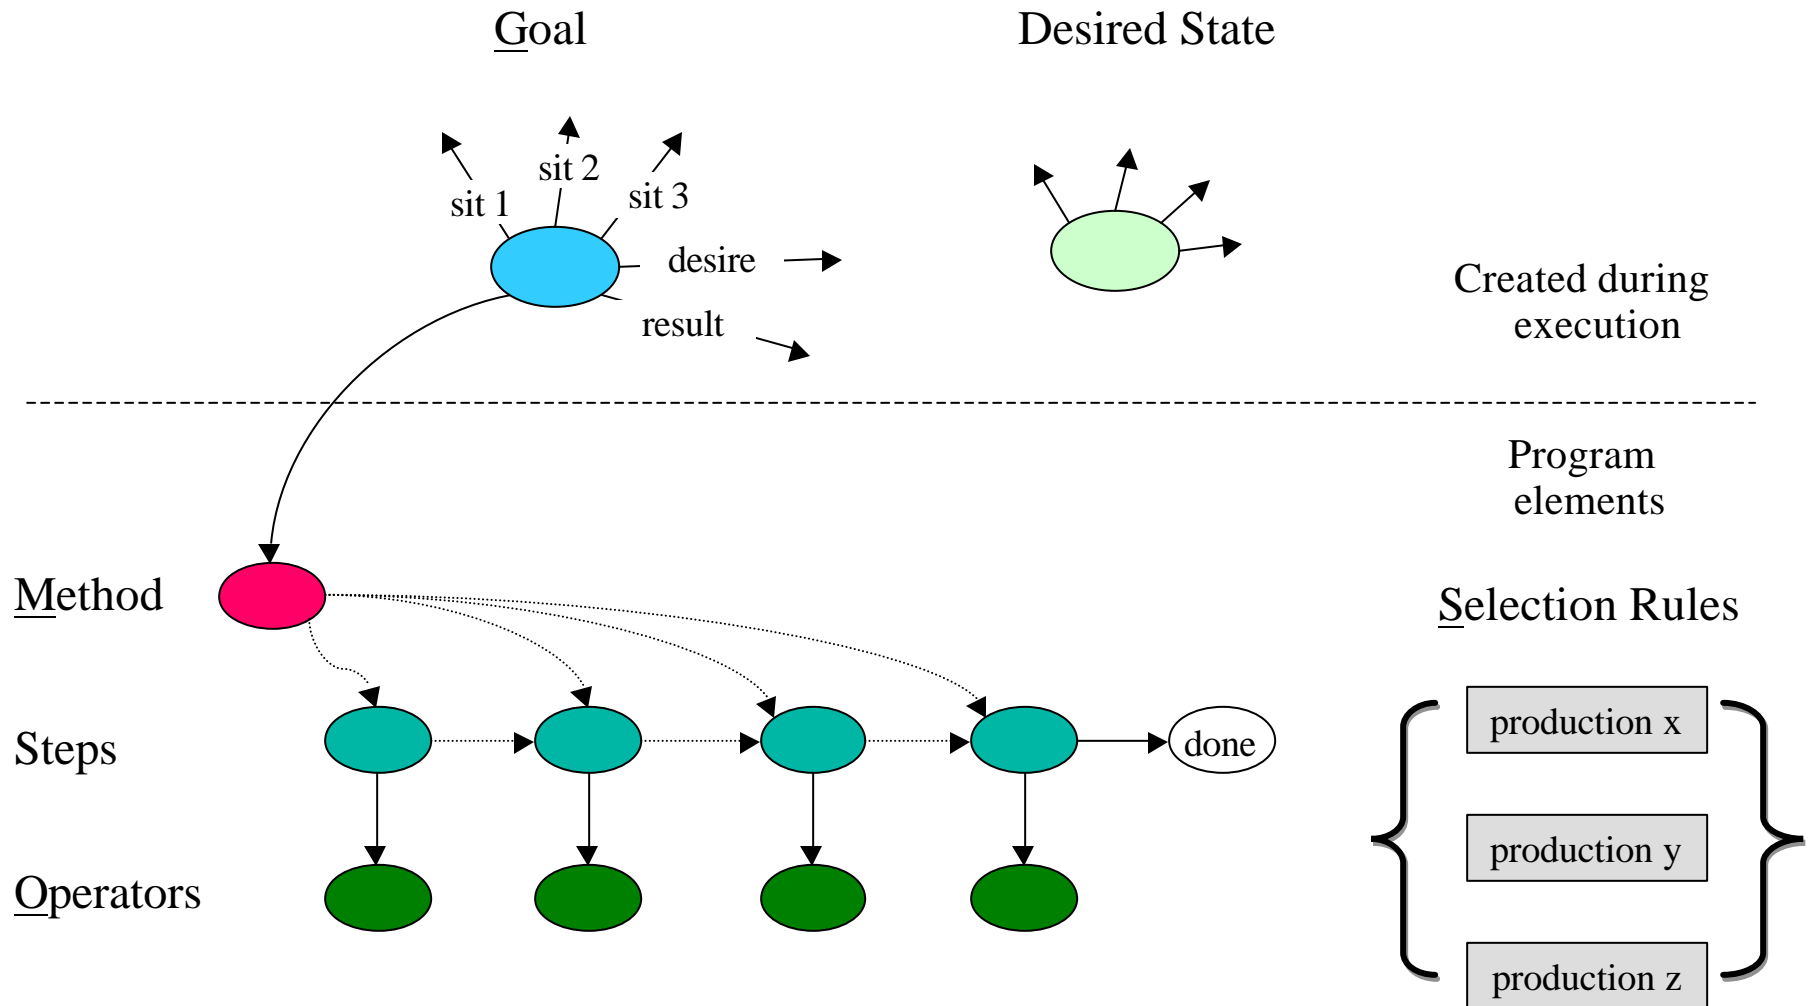 Goal
Desired State
sit 1
sit 2
sit 3
desire
result
Created during
execution
Program
elements
Method
Selection Rules
Steps
done
production x
production y
Operators
production z